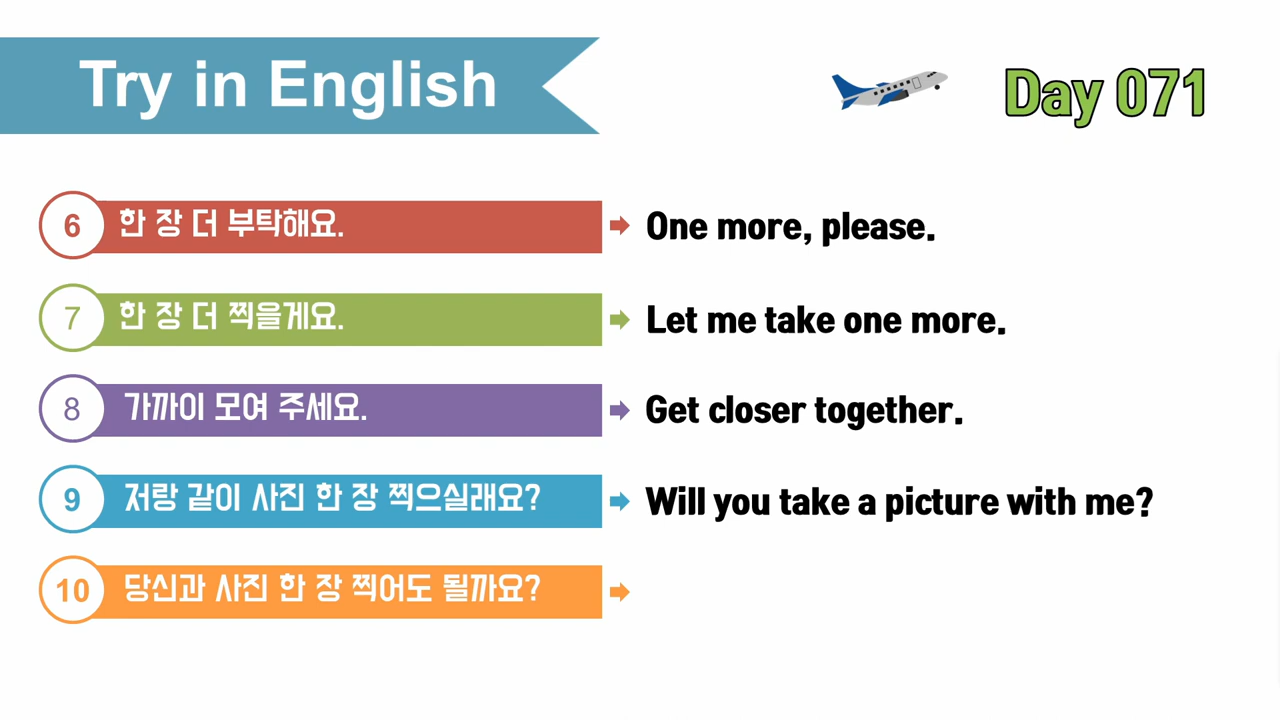 Try in English
Day 071
6 한 장 더 부탁해요. One more, please.
7 한 장 더 찍을게요. Let me take one more.
8 가까이 모여 주세요. Get closer together.
9 저랑 같이 사진 한 장 찍으실래요? Will you take a picture with me?
10 당신과 사진 한 장 찍어도 될까요?